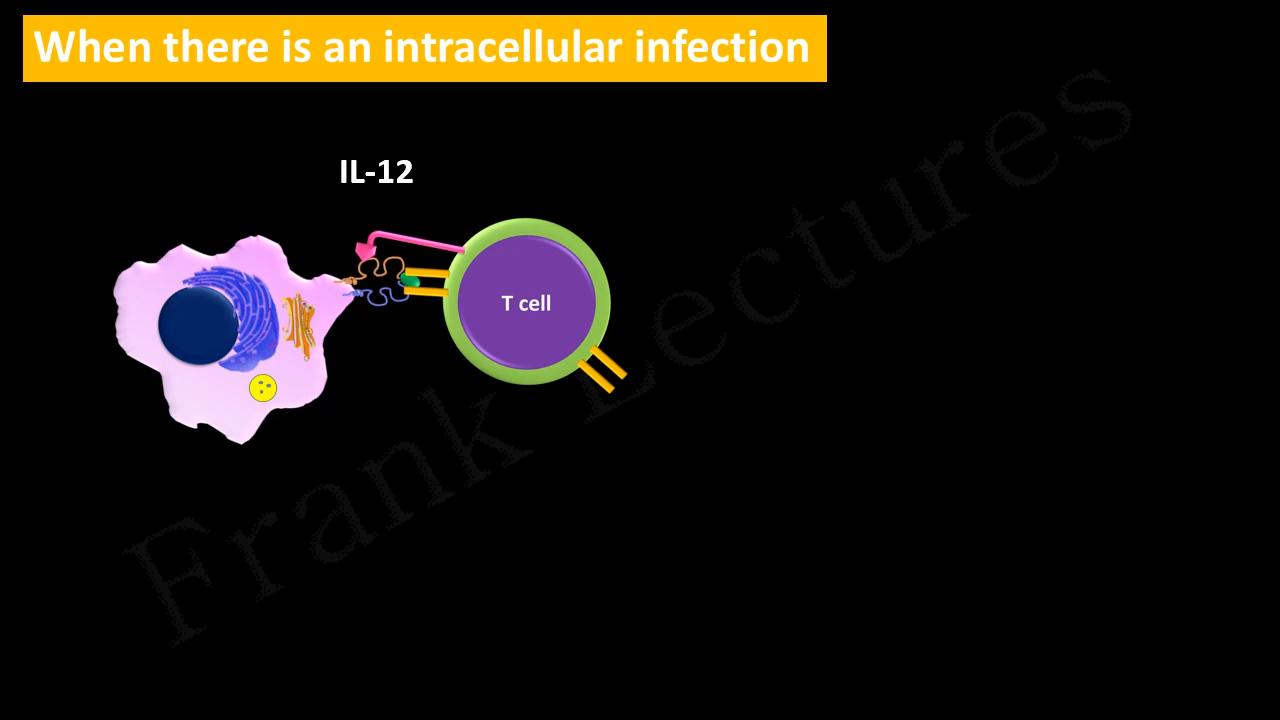 When there is an intracellular infection
IL-12
T cell
Frank Lectures